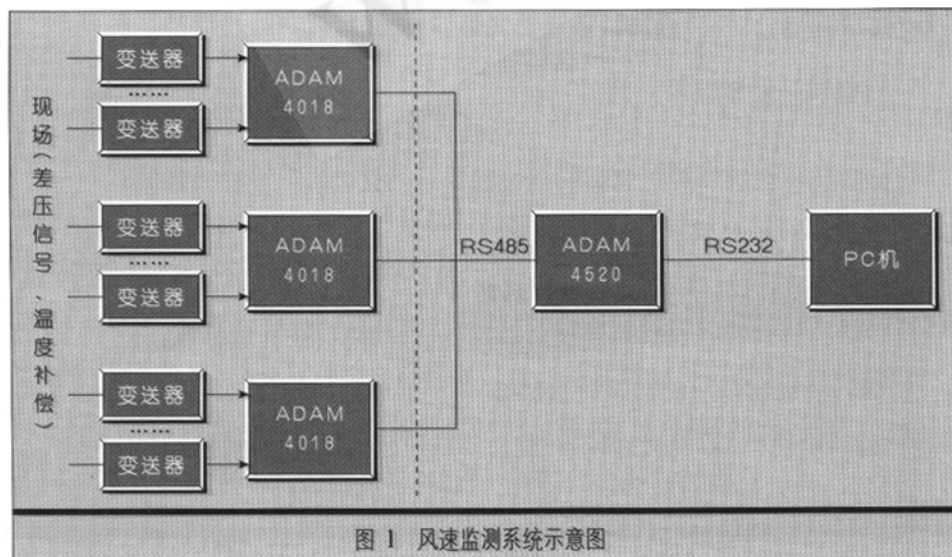 现场(差压信号、温度补偿)
变送器
……
变送器
ADAM
4018
变送器
……
变送器
ADAM
4018
变送器
……
变送器
ADAM
4018
RS485
ADAM
4520
RS232
PC机
图 1 风速监测系统示意图